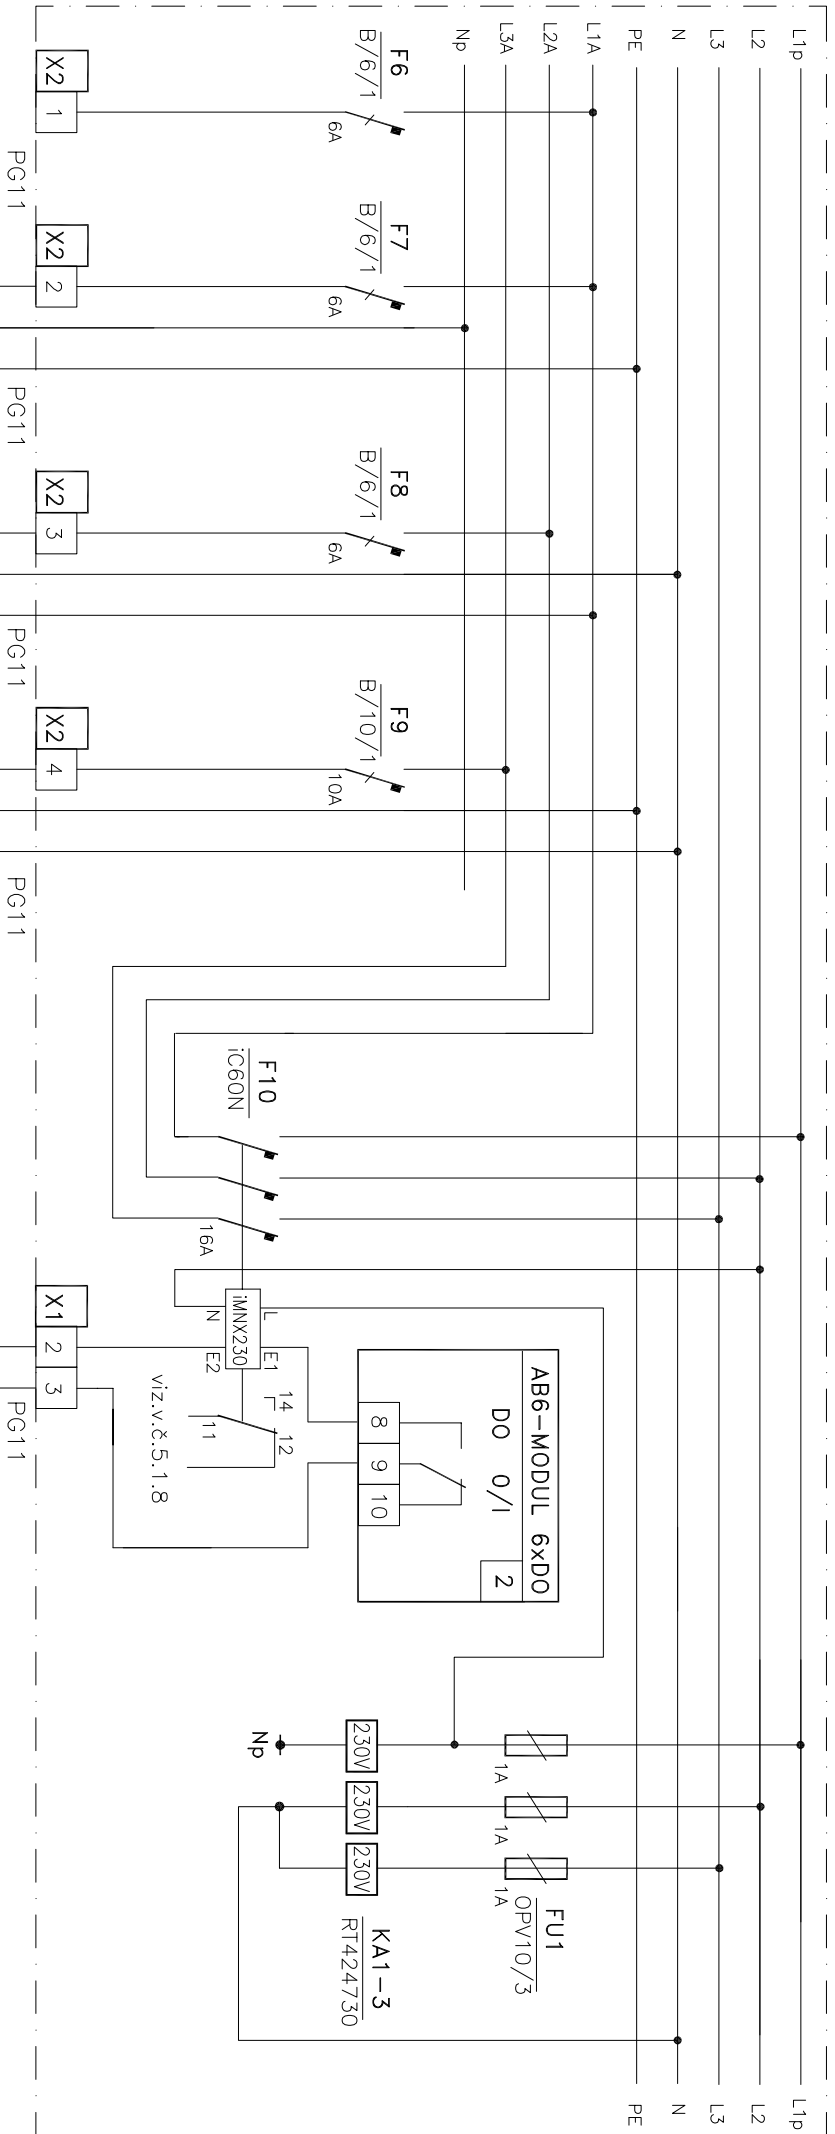 L1p
L2
L3
N
PE
L1A
L2A
L3A
Np
F6
B/6/1
6A
X2
1
PG11
F7
B/6/1
6A
X2
2
PG11
F8
B/6/1
6A
X2
3
PG11
F9
B/10/1
10A
X2
4
PG11
F10
iC60N
16A
iMNX230
L
N
E1
E2
14
12
11
viz.v.č.5.1.8
X1
2
3
PG11
AB6-MODUL 6xDO
DO 0/I
2
8
9
10
Np
230V
230V
230V
1A
1A
1A
FU1
OPV10/3
KA1-3
RT424730
L1p
L2
L3
N
PE